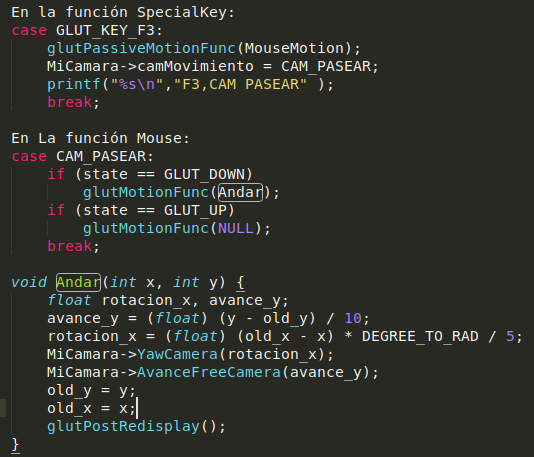 En la función SpecialKey:
case GLUT_KEY_F3:
glutPassiveMotionFunc(MouseMotion);
MiCamara->camMovimiento = CAM_PASEAR;
printf("%s\n","F3,CAM PASEAR" );
break;
En La función Mouse:
case CAM_PASEAR:
if (state == GLUT_DOWN)
glutMotionFunc(Andar);
if (state == GLUT_UP)
glutMotionFunc(NULL);
break;
void Andar(int x, int y) {
float rotacion_x, avance_y;
avance_y = (float) (y - old_y) / 10;
rotacion_x = (float) (old_x - x) * DEGREE_TO_RAD / 5;
MiCamara->YawCamera(rotacion_x);
MiCamara->AvanceFreeCamera(avance_y);
old_y = y;
old_x = x;
glutPostRedisplay();
}